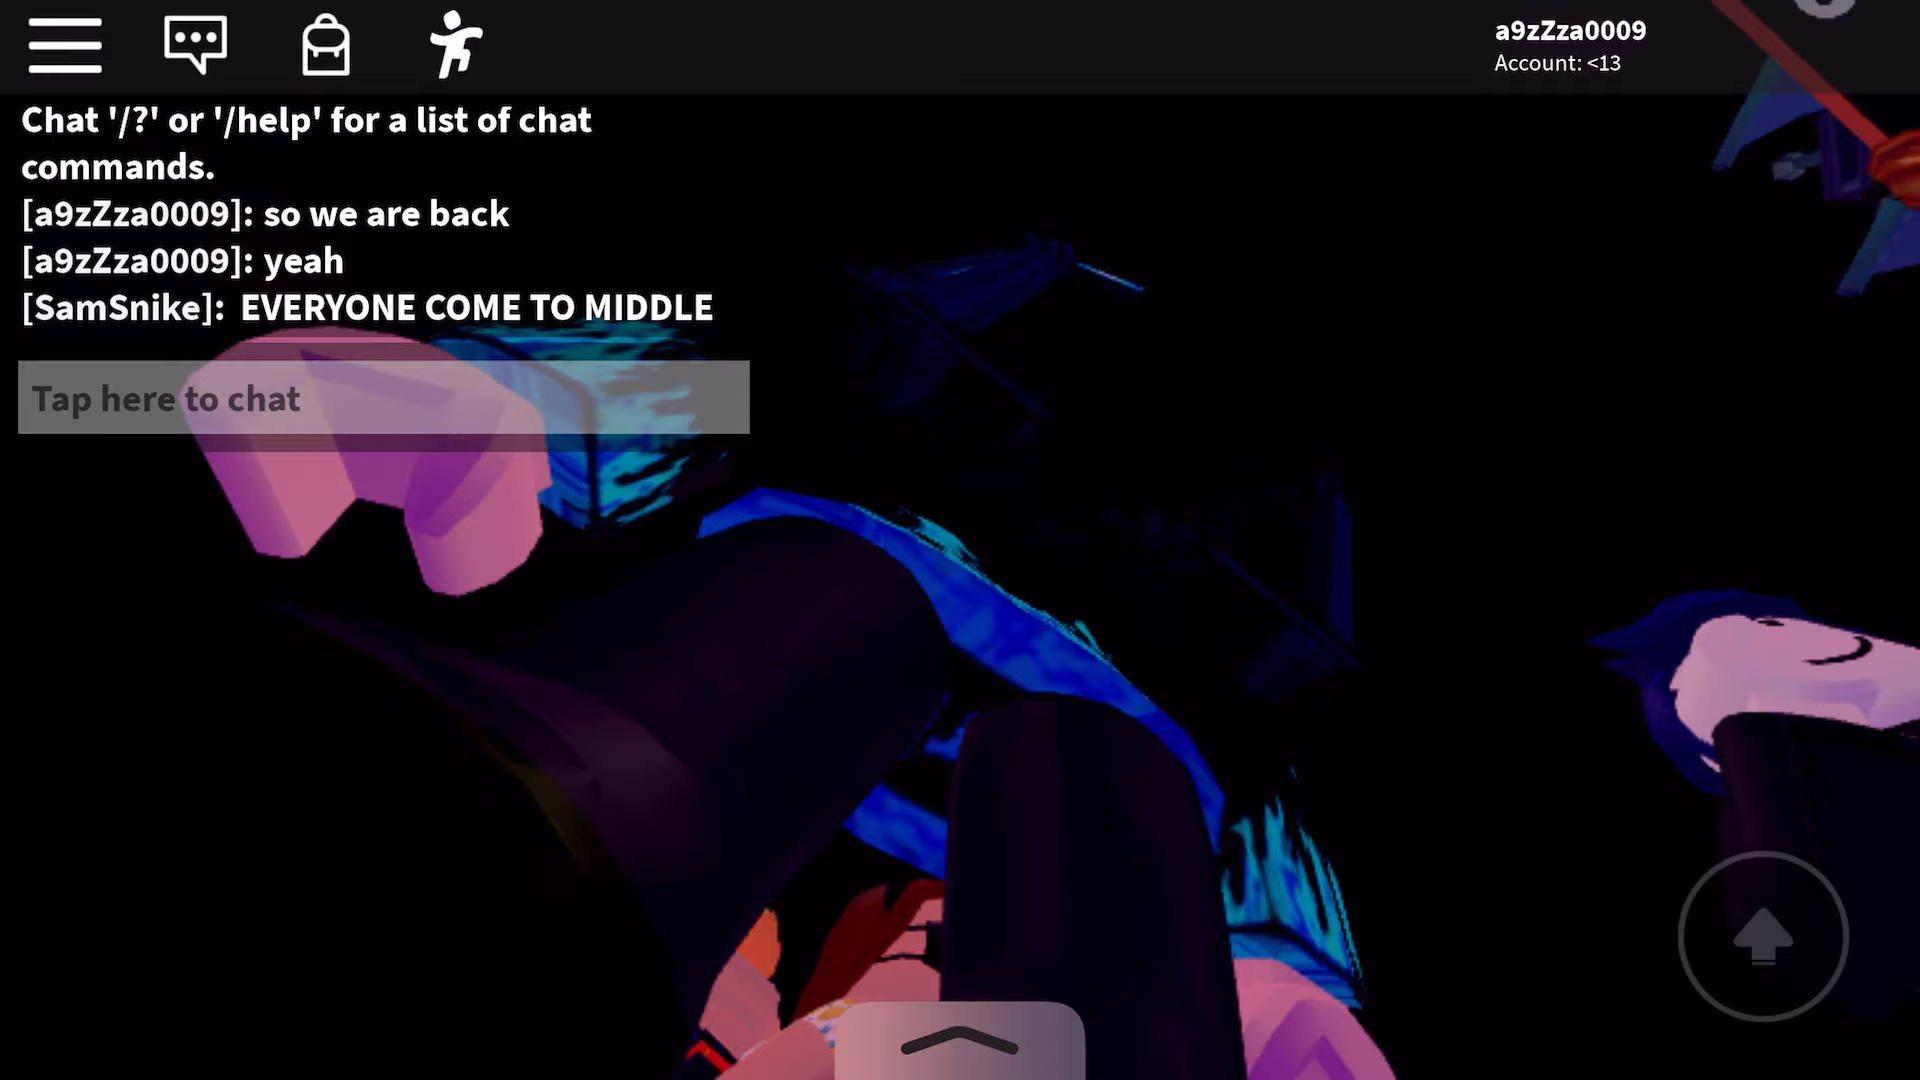 a9zZza0009
Account: <13
Chat '/?' or '/help' for a list of chat
commands.
[a9zZza0009]: so we are back
[a9zZza0009]: yeah
[SamSnike]: EVERYONE COME TO MIDDLE
Tap here to chat